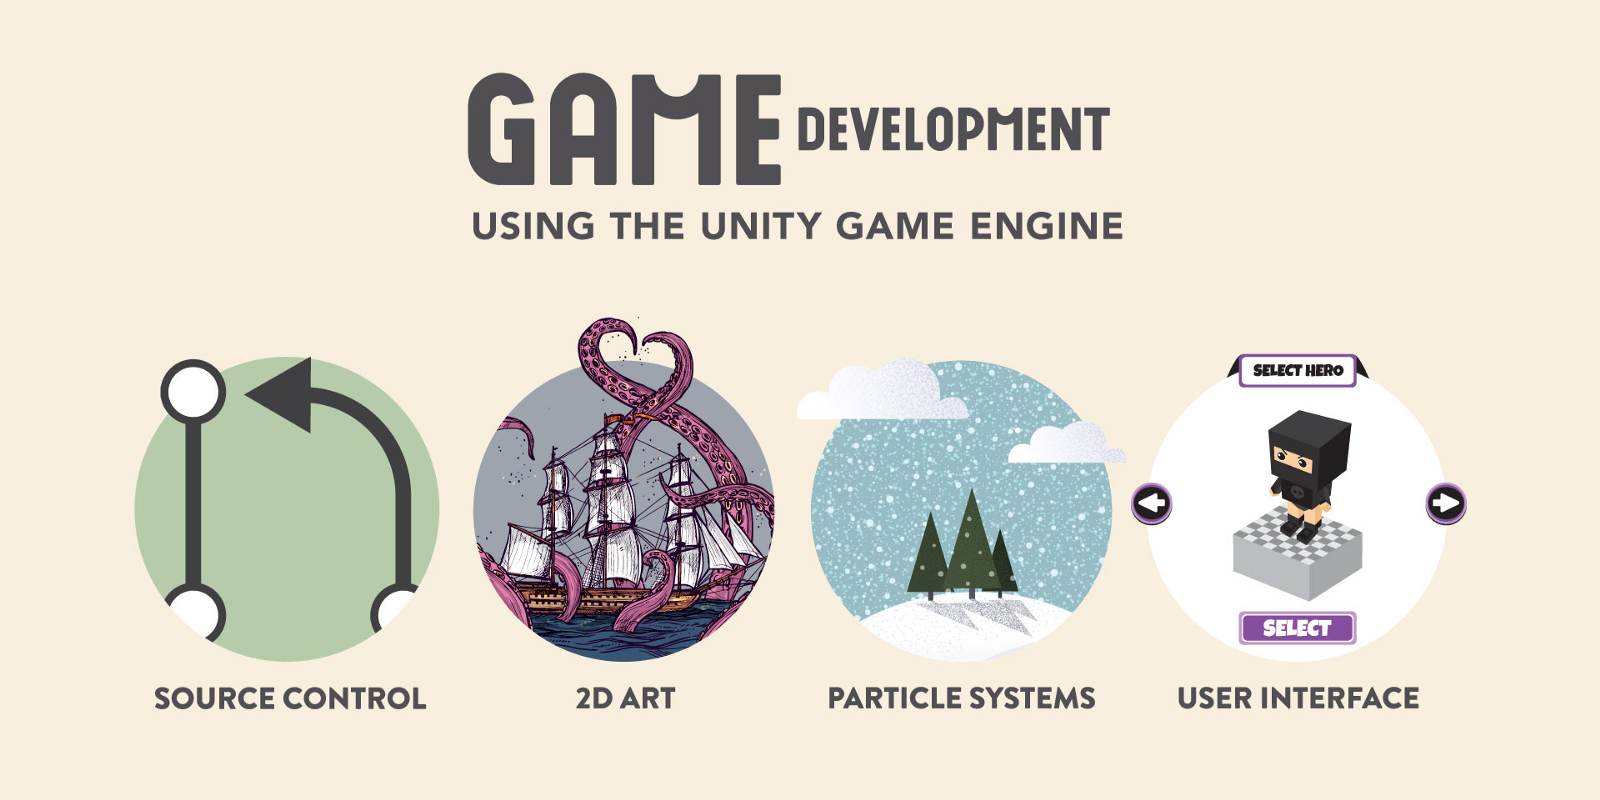 GAME DEVELOPMENT
USING THE UNITY GAME ENGINE
SELECT HERO
SELECT
SOURCE CONTROL
2D ART
PARTICLE SYSTEMS
USER INTERFACE